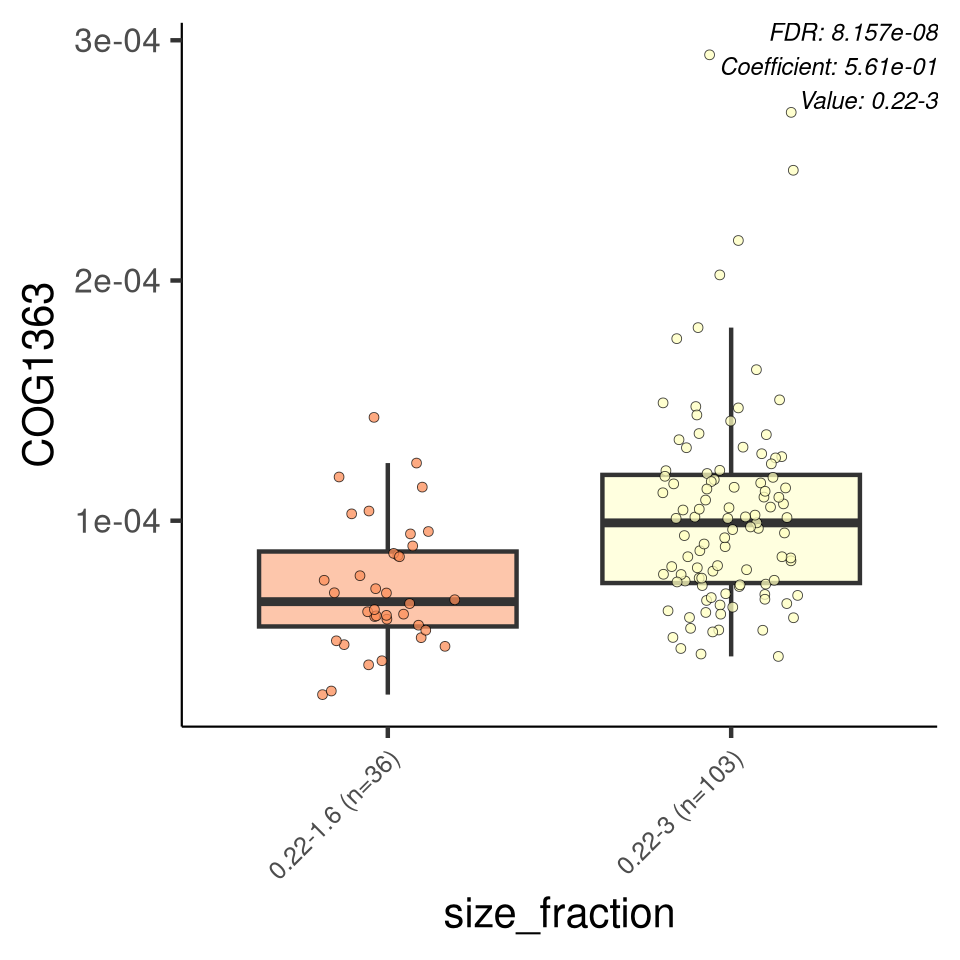 FDR: 8.157e-08
Coefficient: 5.61e-01
Value: 0.22-3
3e-04
2e-04
1e-04
COG1363
0.22-1.6 (n=36)
0.22-3 (n=103)
size_fraction